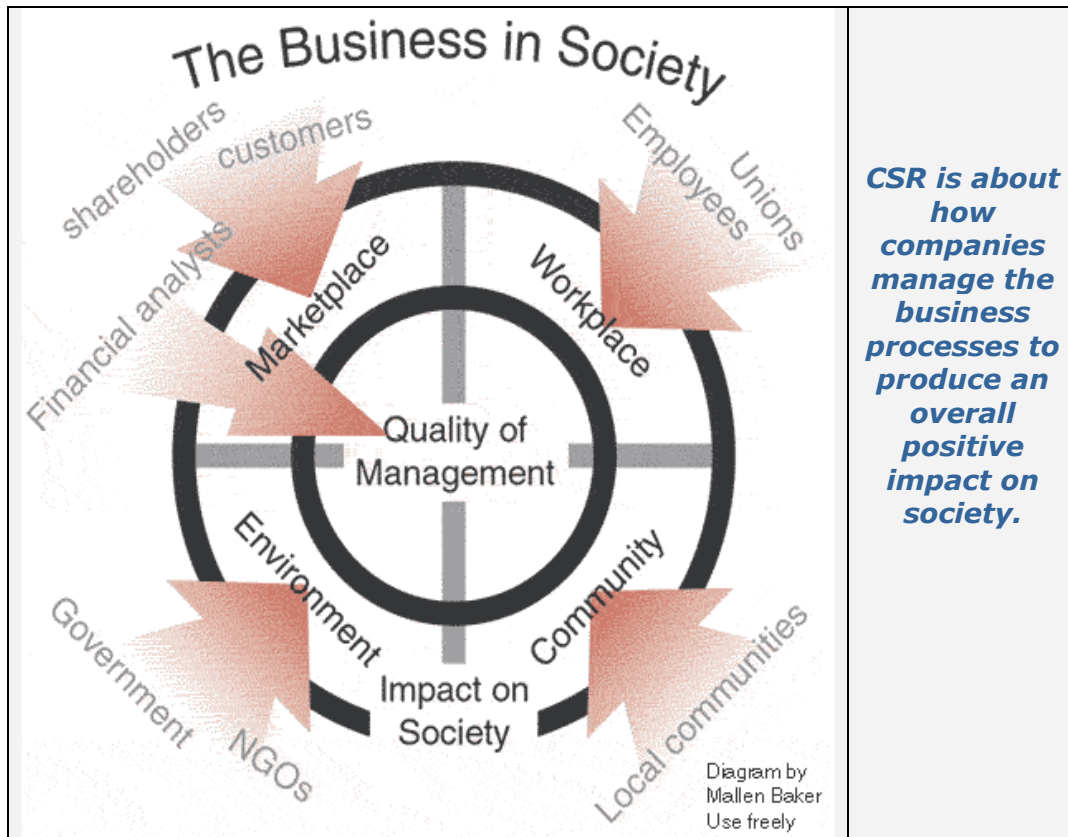 The Business in Society
shareholders
customers
Financial analysts
Employees
Unions
Marketplace
Workplace
Quality of
Management
Environment
Community
Impact on
Society
Government
NGOs
Local communities
Diagram by
Mallen Baker
Use freely
CSR is about
how
companies
manage the
business
processes to
produce an
overall
positive
impact on
society.